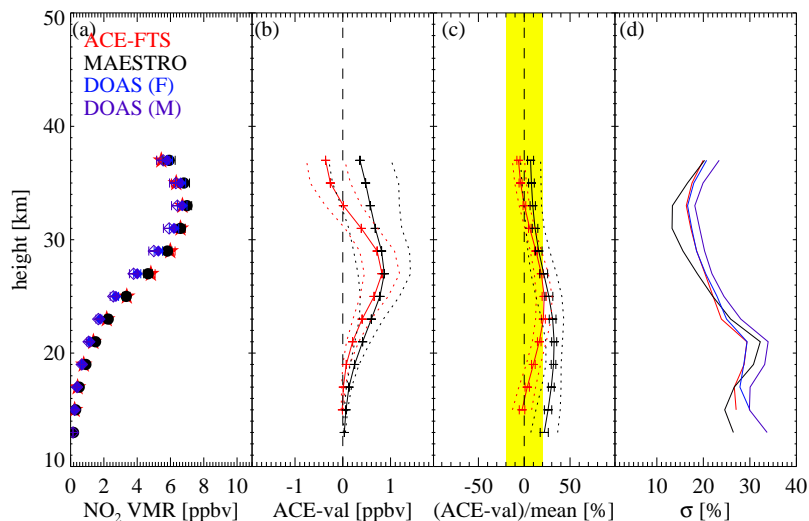 50
40
30
20
10
height [km]
(a)
ACE-FTS
MAESTRO
DOAS (F)
DOAS (M)
0 2 4 6 8 10
NO₂ VMR [ppbv]
(b)
-1 0 1
ACE-val [ppbv]
(c)
-50 0 50
(ACE-val)/mean [%]
(d)
10 20 30 40
σ [%]